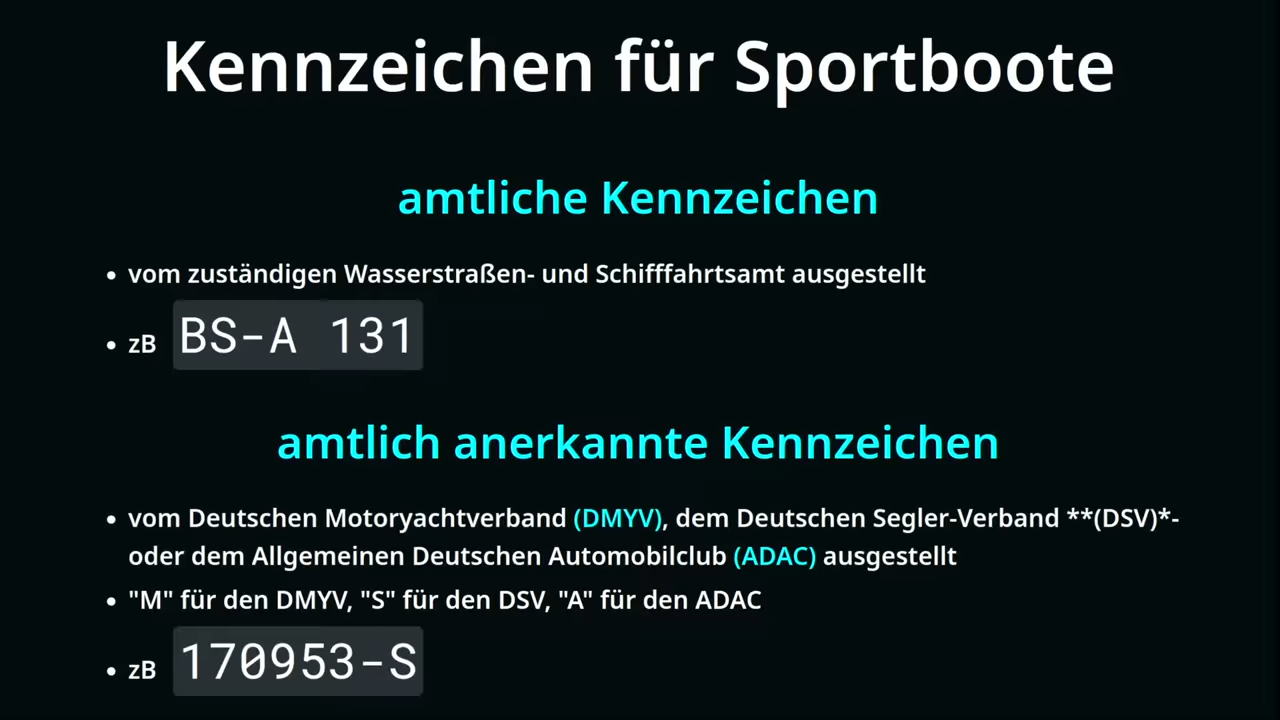 Kennzeichen für Sportboote
amtliche Kennzeichen
• vom zuständigen Wasserstraßen- und Schifffahrtsamt ausgestellt
• zB BS-A 131
amtlich anerkannte Kennzeichen
• vom Deutschen Motoryachtverband (DMYV), dem Deutschen Segler-Verband **(DSV)*-
oder dem Allgemeinen Deutschen Automobilclub (ADAC) ausgestellt
• "M" für den DMYV, "S" für den DSV, "A" für den ADAC
• zB 170953-S